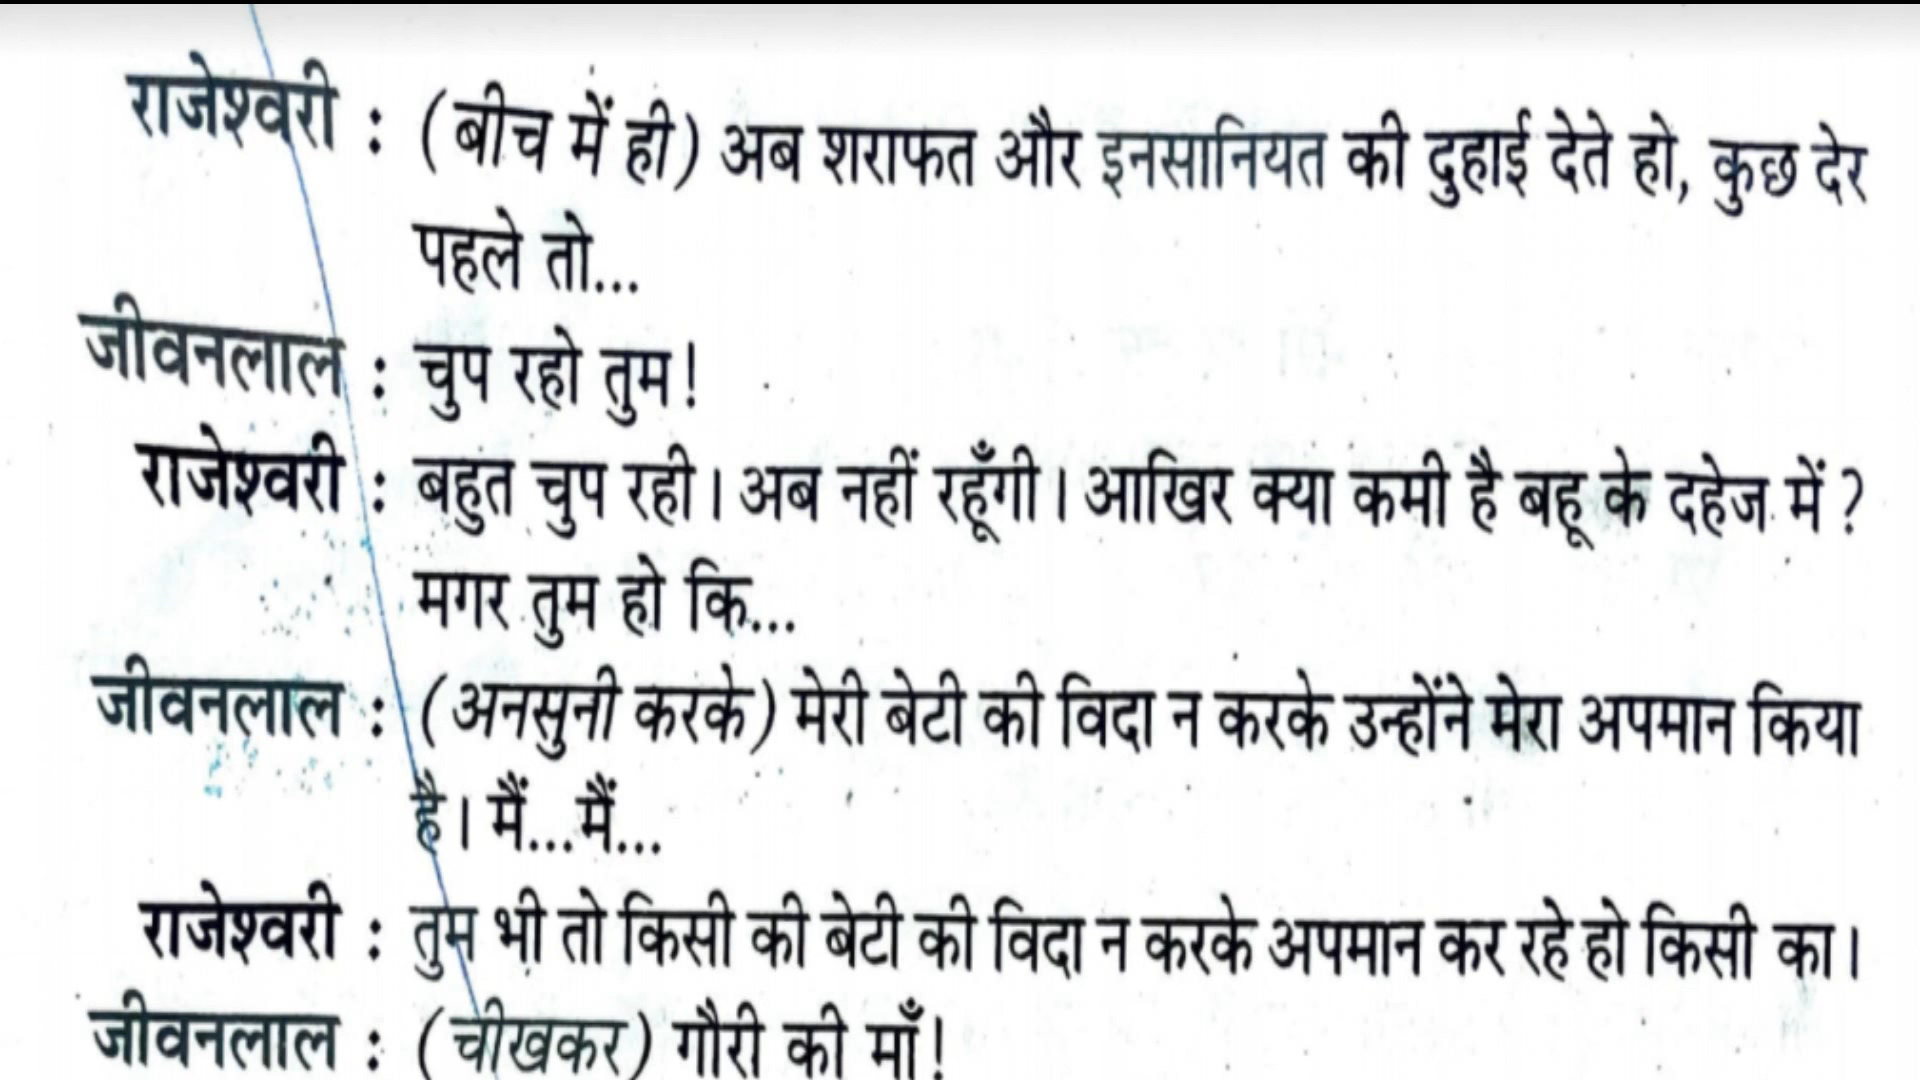 राजेश्वरी : (बीच में ही) अब शराफत और इनसानियत की दुहाई देते हो, कुछ देर
पहले तो...
जीवनलाल : चुप रहो तुम!
राजेश्वरी : बहुत चुप रही। अब नहीं रहूँगी। आखिर क्या कमी है बहू के दहेज में?
मगर तुम हो कि...
जीवनलाल : (अनसुनी करके) मेरी बेटी की विदा न करके उन्होंने मेरा अपमान किया
है। मैं...मैं...
राजेश्वरी : तुम भी तो किसी की बेटी की विदा न करके अपमान कर रहे हो किसी का।
जीवनलाल : (चीखकर) गौरी की माँ!